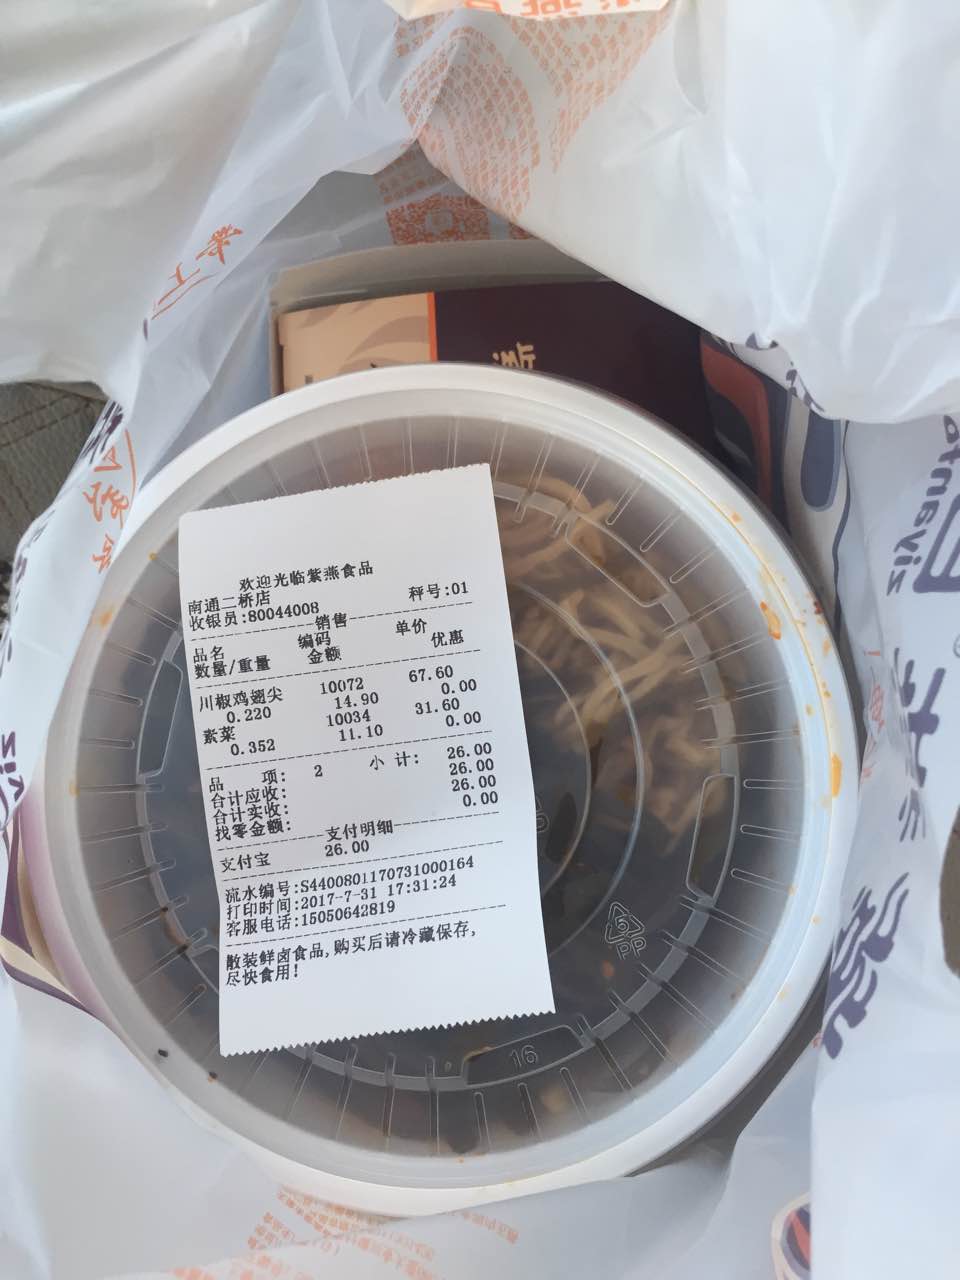 欢迎光临紫燕食品
南通二桥店 秤号:01
收银员:80044008
销售
品名 编码 单价
数量/重量 金额 优惠
川椒鸡翅尖 10072 67.60
0.220 14.90 0.00
素菜 10034 31.60
0.352 11.10 0.00
品 项: 2 小 计: 26.00
合计应收: 26.00
合计实收: 26.00
找零金额: 0.00
支付明细
支付宝 26.00
流水编号:S4400801170731000164
打印时间:2017-7-31 17:31:24
客服电话:15050642819
散装鲜卤食品,购买后请冷藏保存,
尽快食用!
5
PP
16